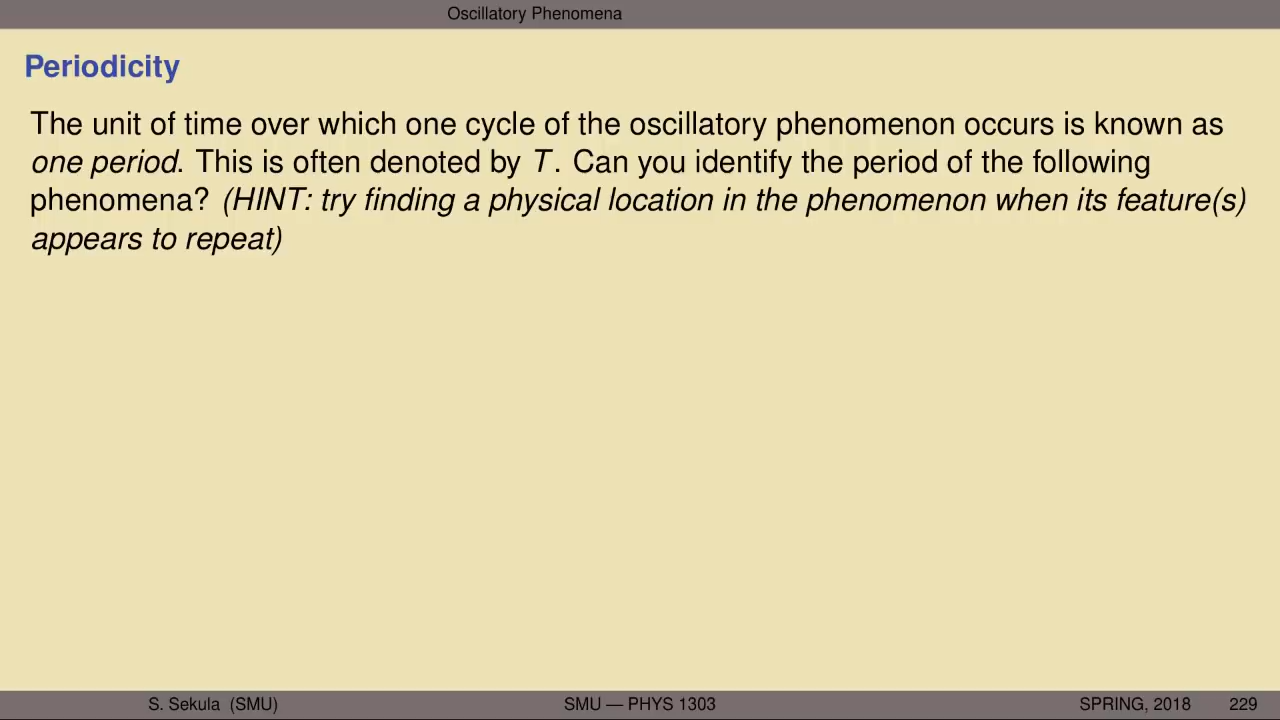 Oscillatory Phenomena
Periodicity
The unit of time over which one cycle of the oscillatory phenomenon occurs is known as
one period. This is often denoted by T. Can you identify the period of the following
phenomena? (HINT: try finding a physical location in the phenomenon when its feature(s)
appears to repeat)
S. Sekula (SMU) SMU — PHYS 1303 SPRING, 2018 229